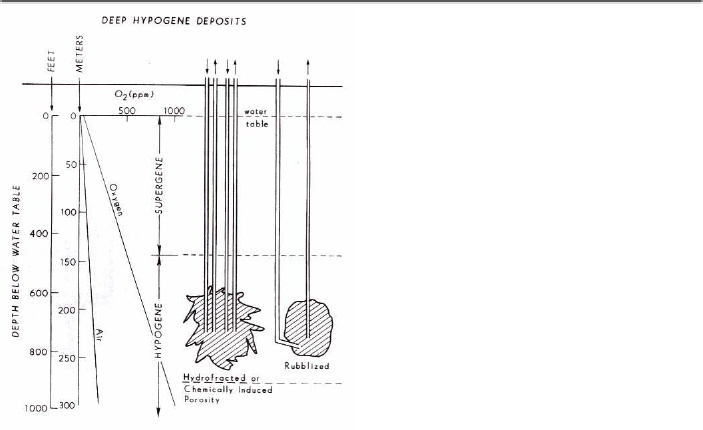 DEEP HYPOGENE DEPOSITS
FEET
METERS
O2(ppm)
500 1000
water
table
0
0
50
200
100
400
150
600
200
800
250
1000
300
DEPTH BELOW WATER TABLE
Oxygen
Air
SUPERGENE
HYPOGENE
Rubblized
Hydrofracted or
Chemically Induced
Porosity